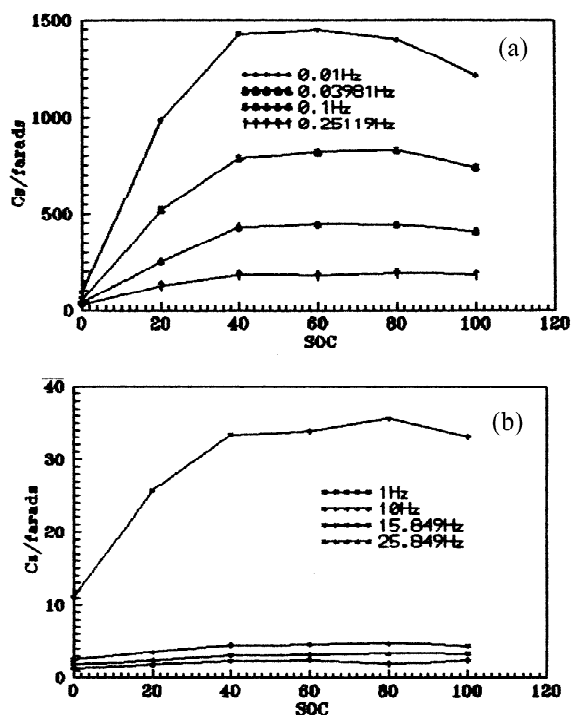 1500
(a)
0.01Hz
0.03981Hz
0.1Hz
0.25119Hz
1000
Cs/farads
500
0
0 20 40 60 80 100 120
SOC
40
(b)
30
1Hz
10Hz
15.849Hz
25.849Hz
Cs/farads
20
10
0
0 20 40 60 80 100 120
SOC